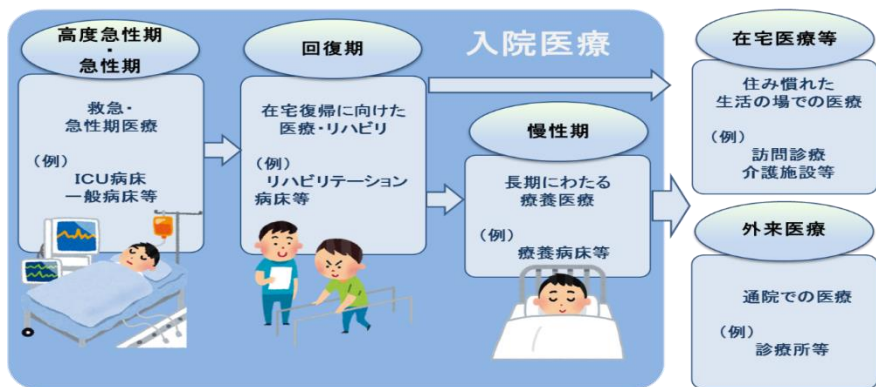 入院医療
高度急性期
・
急性期
救急・
急性期医療
（例）
ICU病床
一般病床等
回復期
在宅復帰に向けた
医療・リハビリ
（例）
リハビリテーション
病床等
慢性期
長期にわたる
療養医療
（例）
療養病床等
在宅医療等
住み慣れた
生活の場での医療
（例）
訪問診療
介護施設等
外来医療
通院での医療
（例）
診療所等